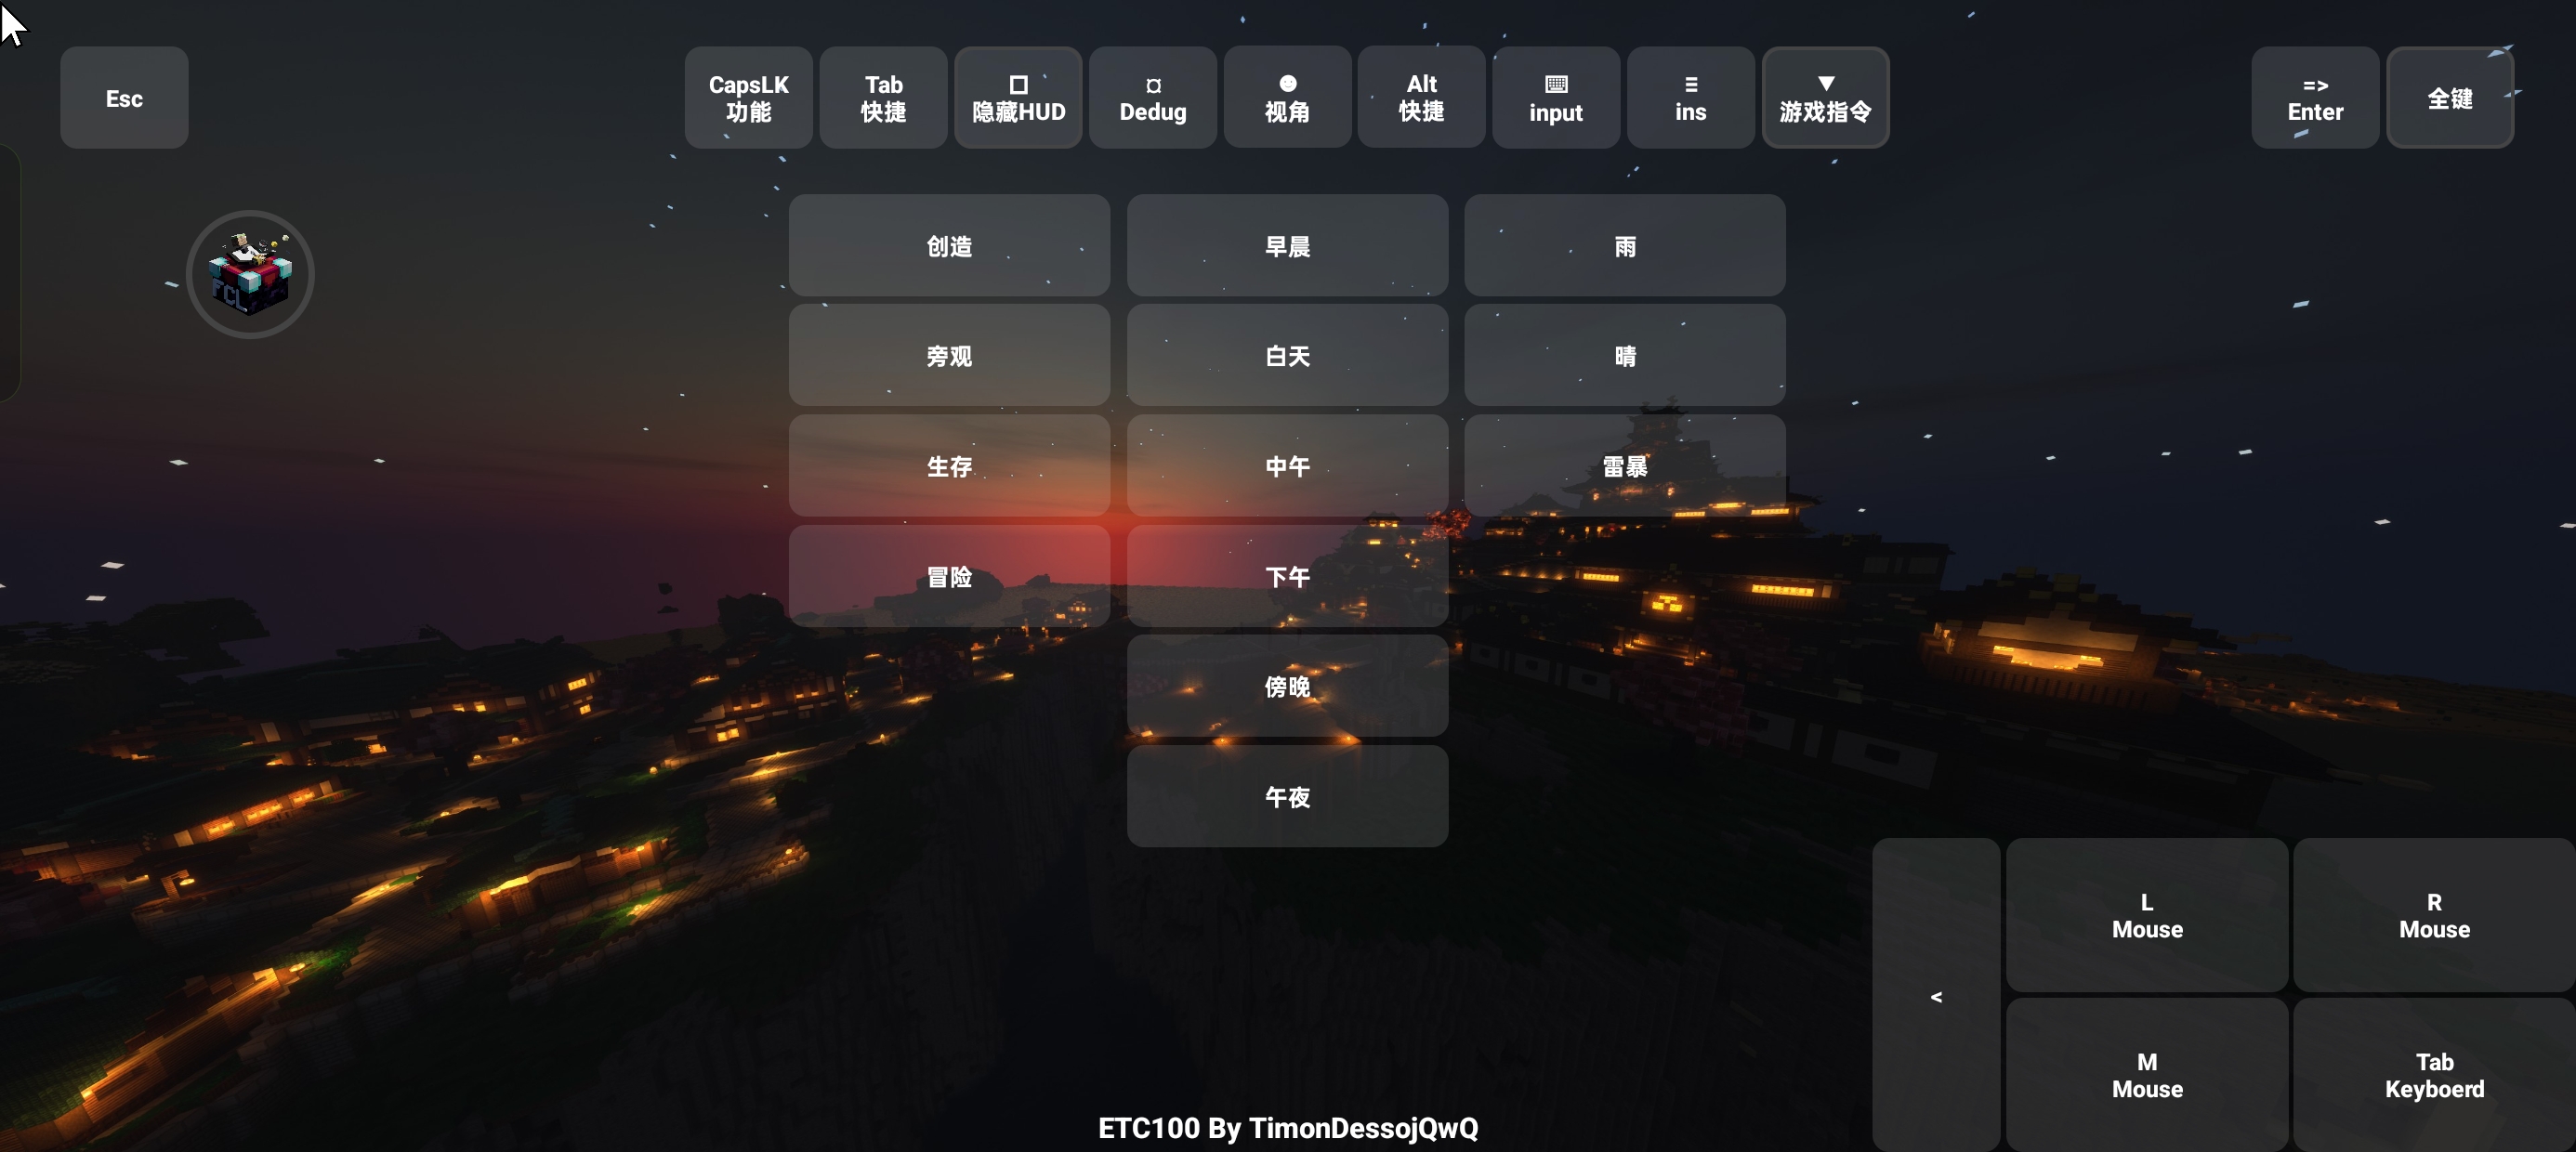 Esc
CapsLK
功能
Tab
快捷
隐藏HUD
¤
Dedug
☻
视角
Alt
快捷
⌨
input
≡
ins
▼
游戏指令
=>
Enter
全键
FCL
创造
早晨
雨
旁观
白天
晴
生存
中午
雷暴
冒险
下午
傍晚
午夜
<
L
Mouse
R
Mouse
M
Mouse
Tab
Keyboerd
ETC100 By TimonDessojQwQ